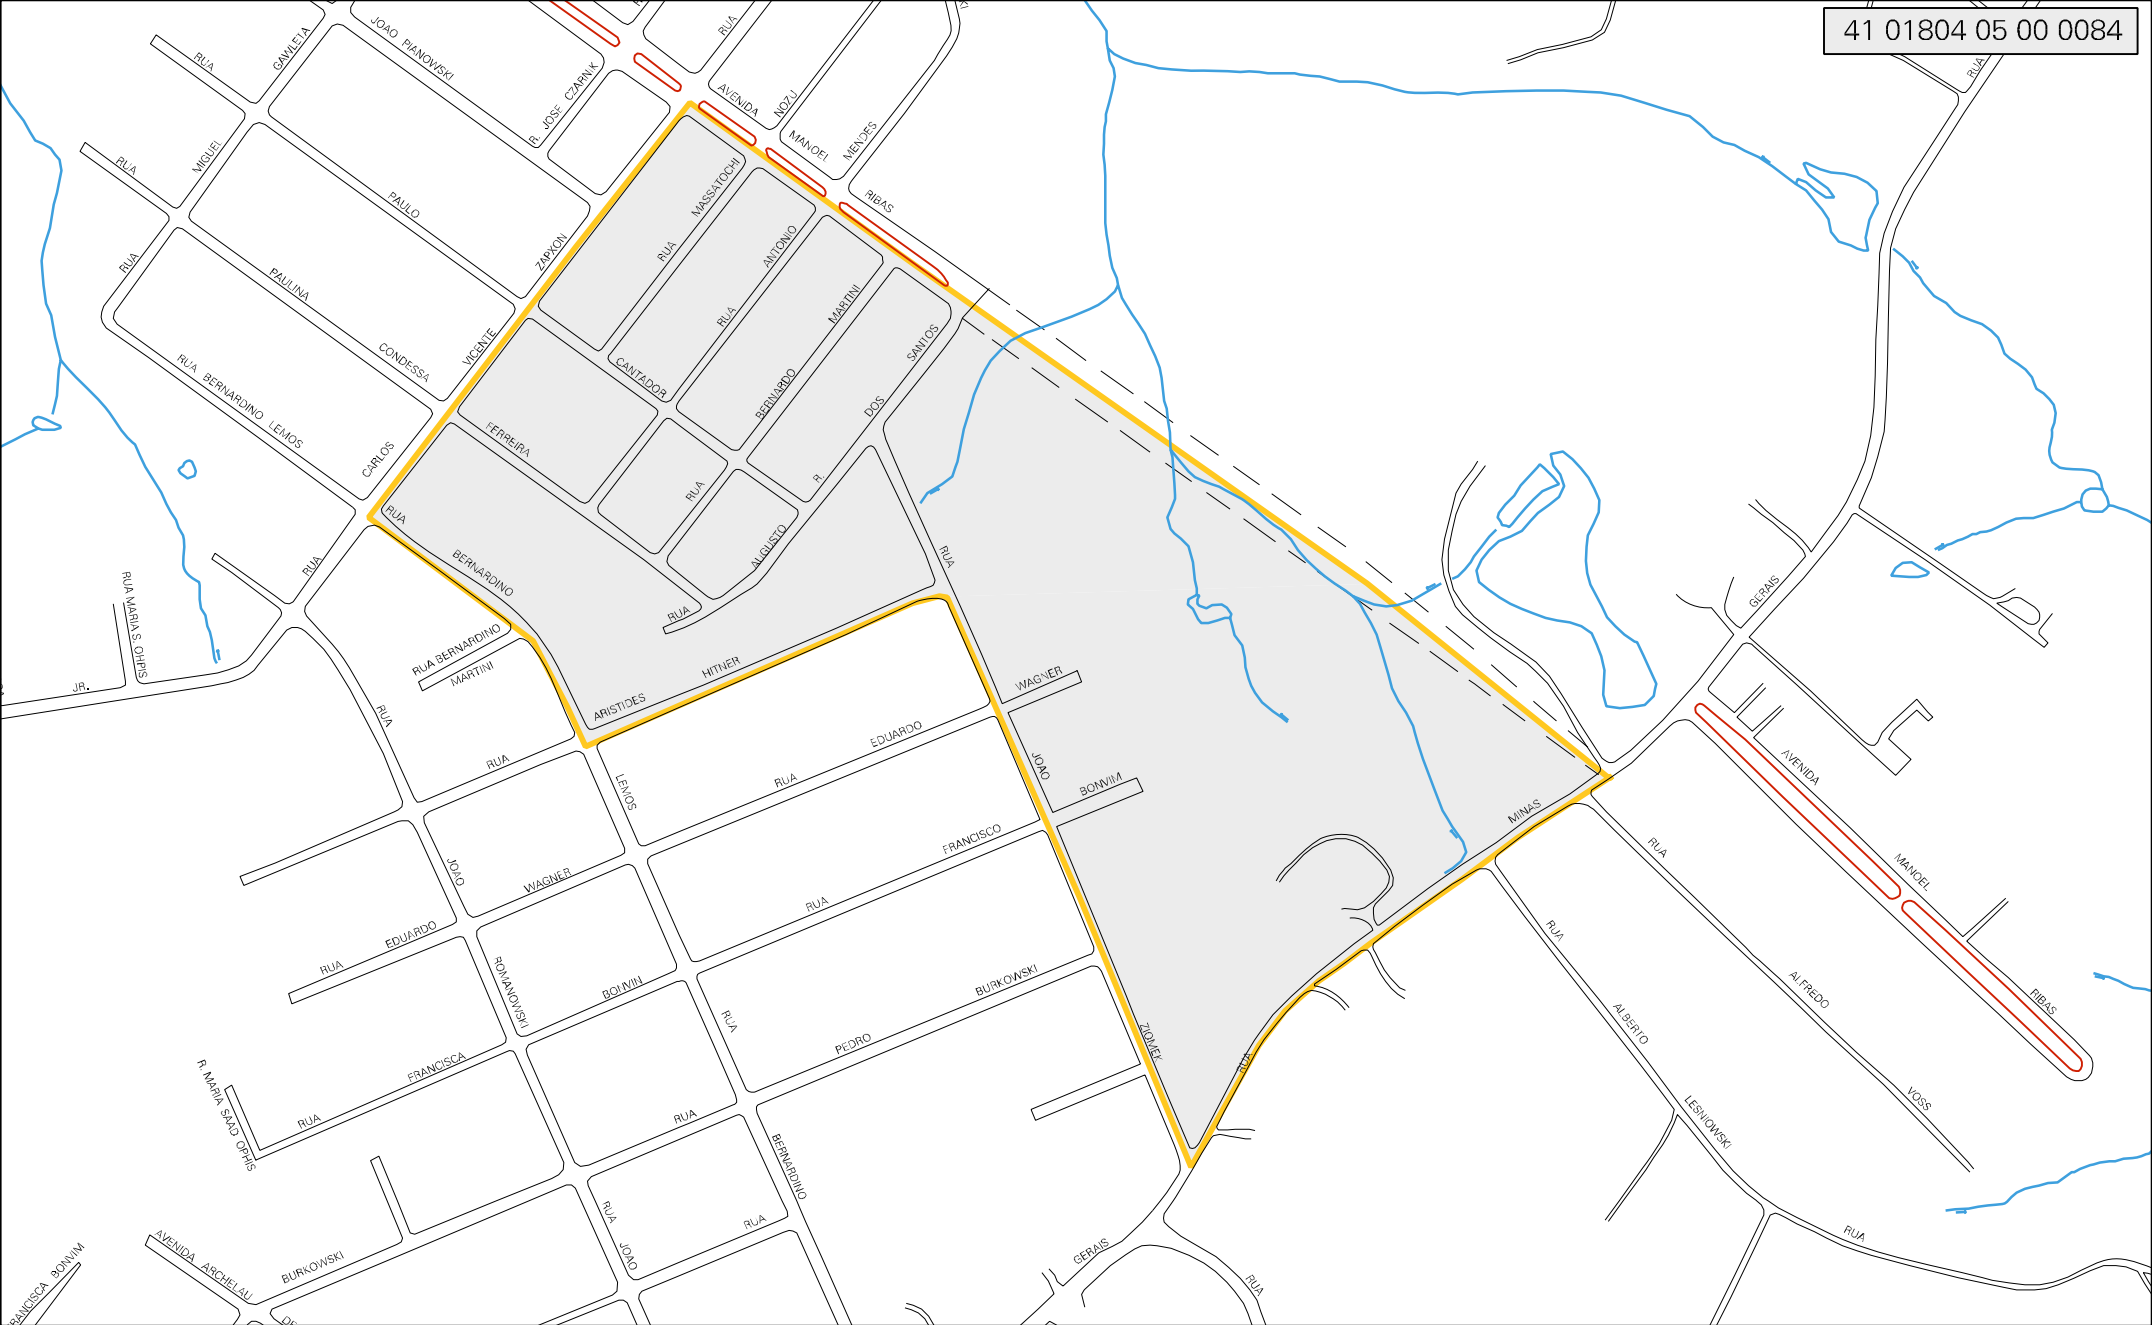 41 01804 05 00 0084
JOAO PIANOWSKI
RUA
GAWLETA
RUA
R. JOSE CZARNIK
AVENIDA
NOZU
MANOEL
MENDES
RIBAS
RUA
RUA
MIGUEL
PAULO
MASSATOCHI
RUA
ZAPXON
ANTONIO
RUA
RUA
PAULINA
MARTINI
SANTOS
VICENTE
CONDESSA
CANTADOR
BERNARDO
DOS
RUA BERNARDINO LEMOS
CARLOS
FERREIRA
RUA
R.
RUA
BERNARDINO
AUGUSTO
RUA
RUA
RUA MARIA S. OHPIS
RUA
GERAIS
RUA BERNARDINO
MARTINI
HITNER
ARISTIDES
WAGNER
JR.
RUA
EDUARDO
RUA
RUA
LEMOS
JOAO
BONVIM
MINAS
AVENIDA
FRANCISCO
RUA
JOAO
WAGNER
RUA
MANOEL
EDUARDO
RUA
RUA
ROMANOWSKI
BONVIN
BURKOWSKI
ALFREDO
RIBAS
RUA
PEDRO
ZIOMEK
RUA
ALBERTO
R. MARIA SAAD OPHIS
FRANCISCA
RUA
RUA
VOSS
LESNIOWSKI
BERNARDINO
RUA
RUA
JOAO
RUA
AVENIDA ARCHELAU
BURKOWSKI
GERAIS
RUA
FRANCISCA BONVIM